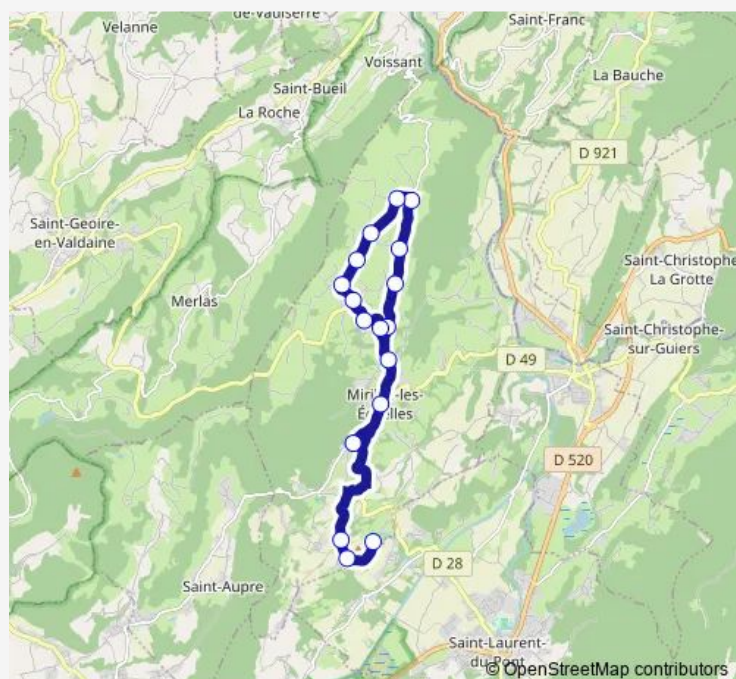 de-Vaulserre
Velanne
Saint-Franc
Voissant
Saint-Bueil
La Bauche
La Roche
D 921
Saint-Geoire-
en-Valdaine
Saint-Christophe-
La Grotte
Merlas
Saint-Christophe-
sur-Guiers
D 49
les-
D 520
D 28
Saint-Aupre
Saint-Laurent-
du-Pont
© OpenStreetMap contributors